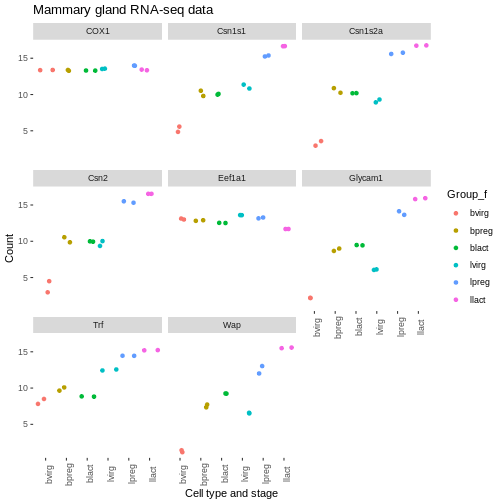 Mammary gland RNA-seq data
COX1 Csn1s1 Csn1s2a
15
10
5
Csn2 Eef1a1 Glycam1
15
10
5
bvirg bpreg blact lvirg lpreg llact
Trf Wap
15
10
5
bvirg bpreg blact lvirg lpreg llact bvirg bpreg blact lvirg lpreg llact
Cell type and stage
Count
Group_f
bvirg
bpreg
blact
lvirg
lpreg
llact